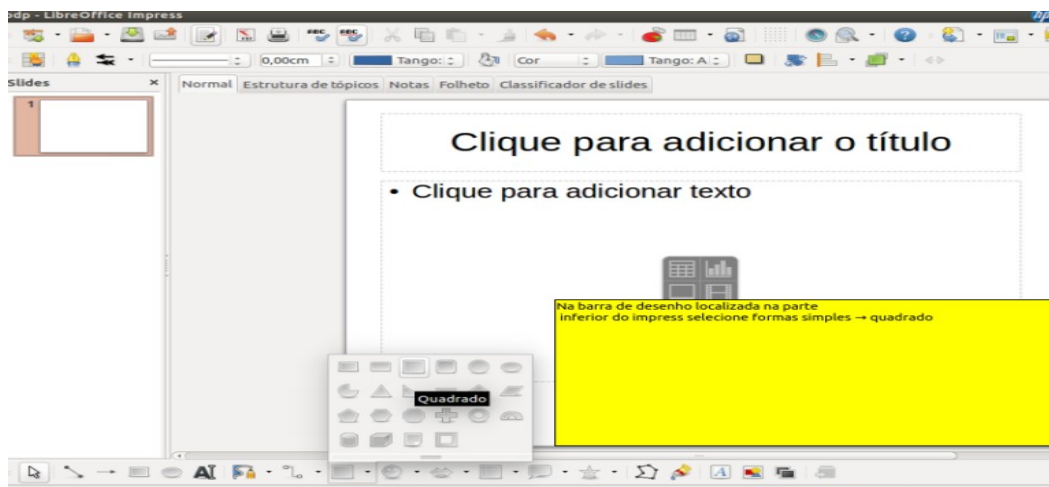 odp - LibreOffice Impress
0,00cm
Tango:
Cor
Tango: A
Slides
Normal Estrutura de tópicos Notas Folheto Classificador de slides
1
Clique para adicionar o título
• Clique para adicionar texto
Na barra de desenho localizada na parte
inferior do impress selecione formas simples → quadrado
Quadrado